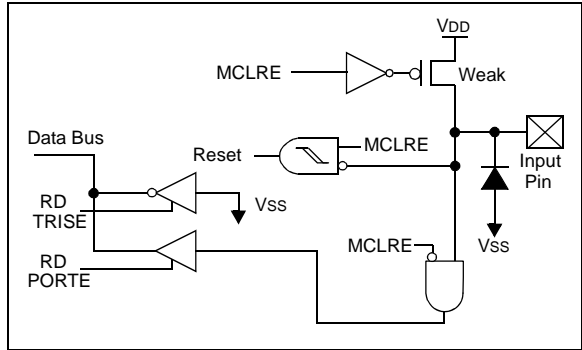 VDD
MCLRE
Weak
Data Bus
MCLRE
Reset
Input
Pin
RD
TRISE
VSS
VSS
MCLRE
RD
PORTE